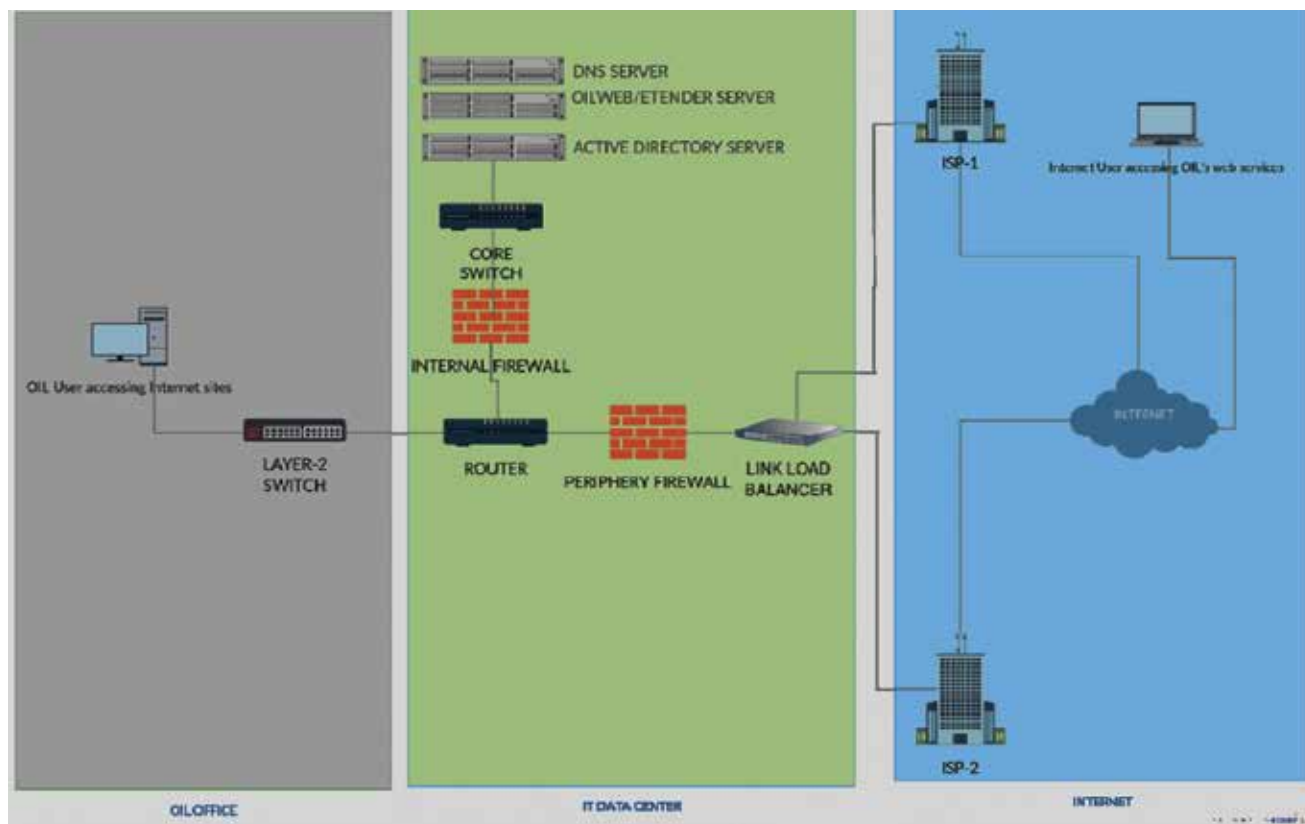 DNS SERVER
OILWEB/ETENDER SERVER
ACTIVE DIRECTORY SERVER
CORE
SWITCH
INTERNAL FIREWALL
OIL User accessing Internet sites
LAYER-2
SWITCH
ROUTER
PERIPHERY FIREWALL
LINK LOAD
BALANCER
ISP-1
Internet User accessing OIL's web services
INTERNET
ISP-2
OIL OFFICE
IT DATA CENTER
INTERNET